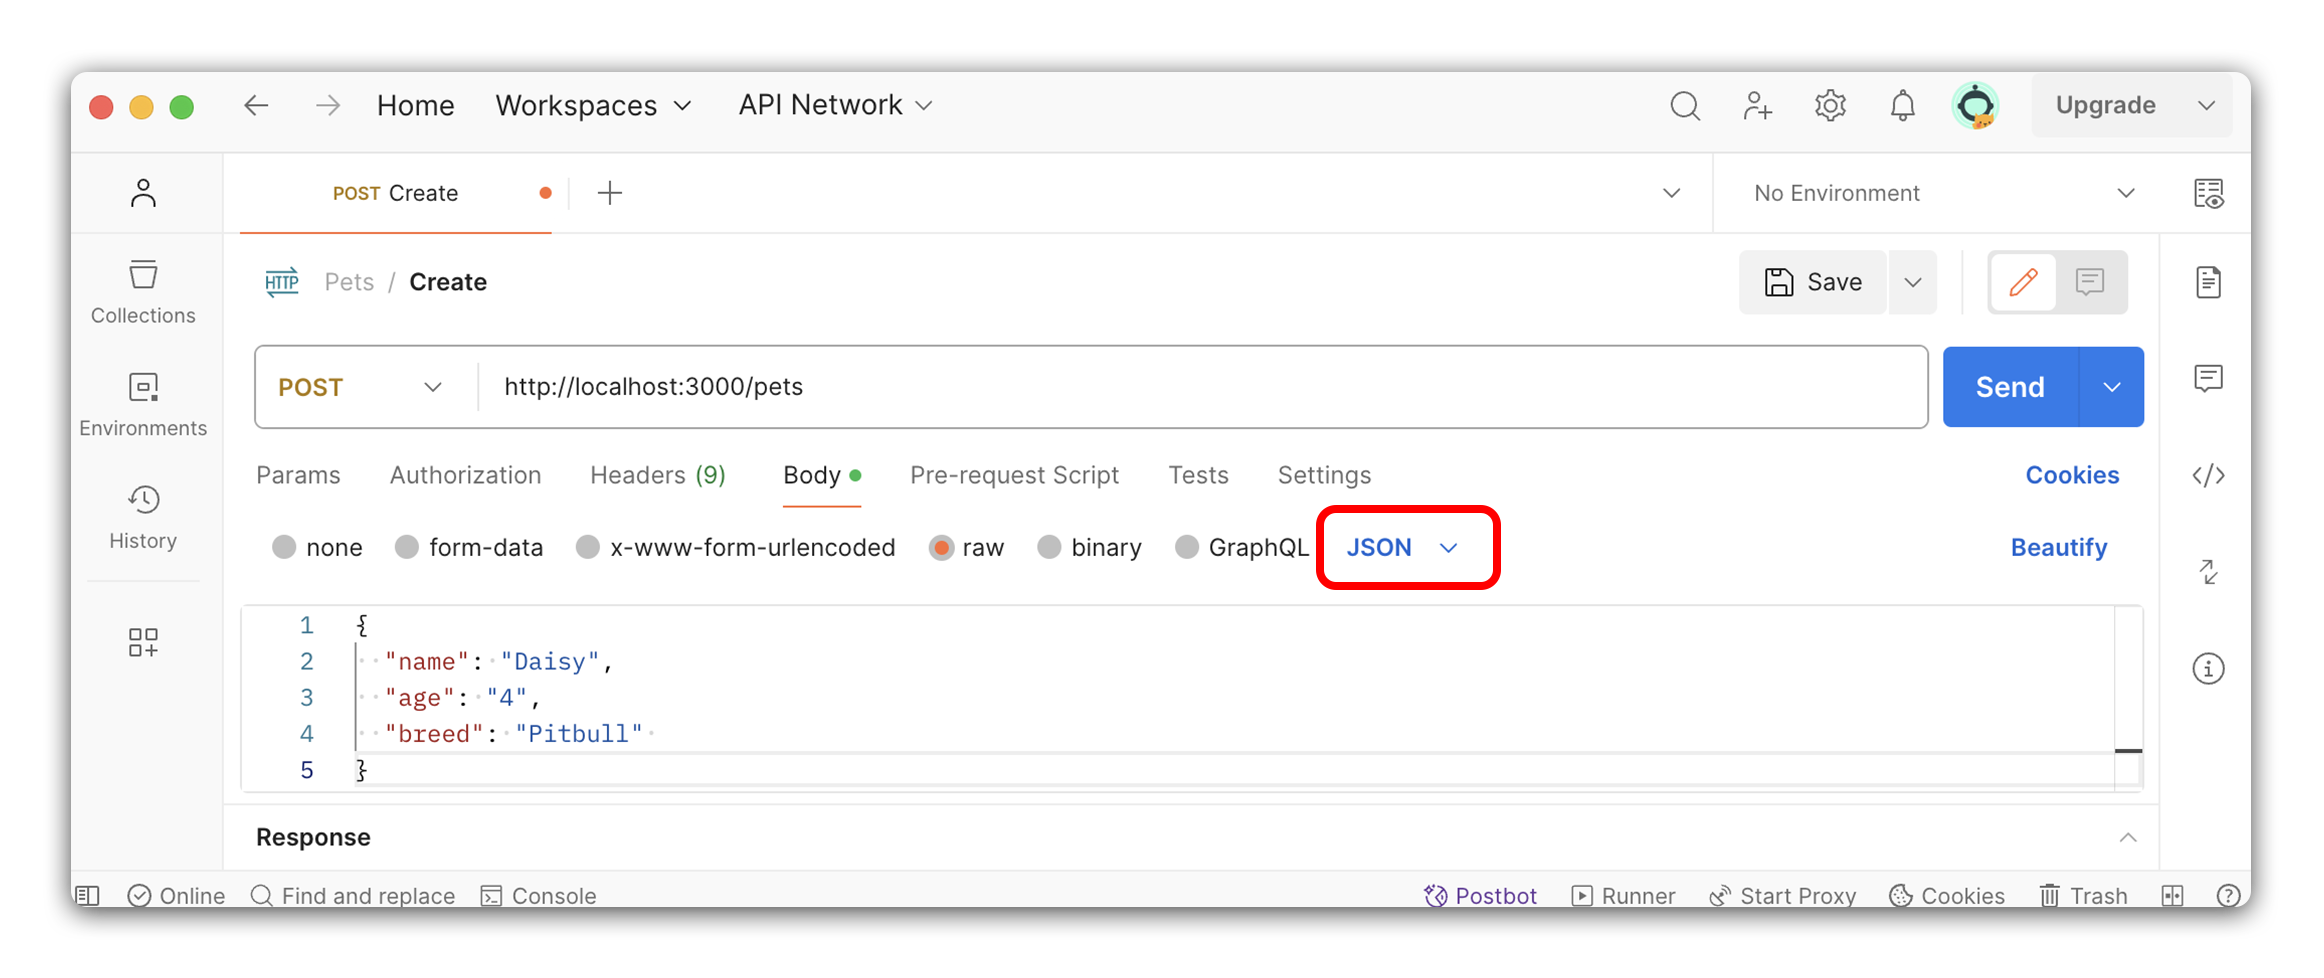 Home Workspaces API Network Upgrade
POST Create No Environment
HTTP Pets / Create Save
Collections
POST http://localhost:3000/pets Send
Environments
Params Authorization Headers (9) Body Pre-request Script Tests Settings Cookies
History
none form-data x-www-form-urlencoded raw binary GraphQL JSON Beautify
1 {
2 "name": "Daisy",
3 "age": "4",
4 "breed": "Pitbull"
5 }
Response
Online Find and replace Console Postbot Runner Start Proxy Cookies Trash